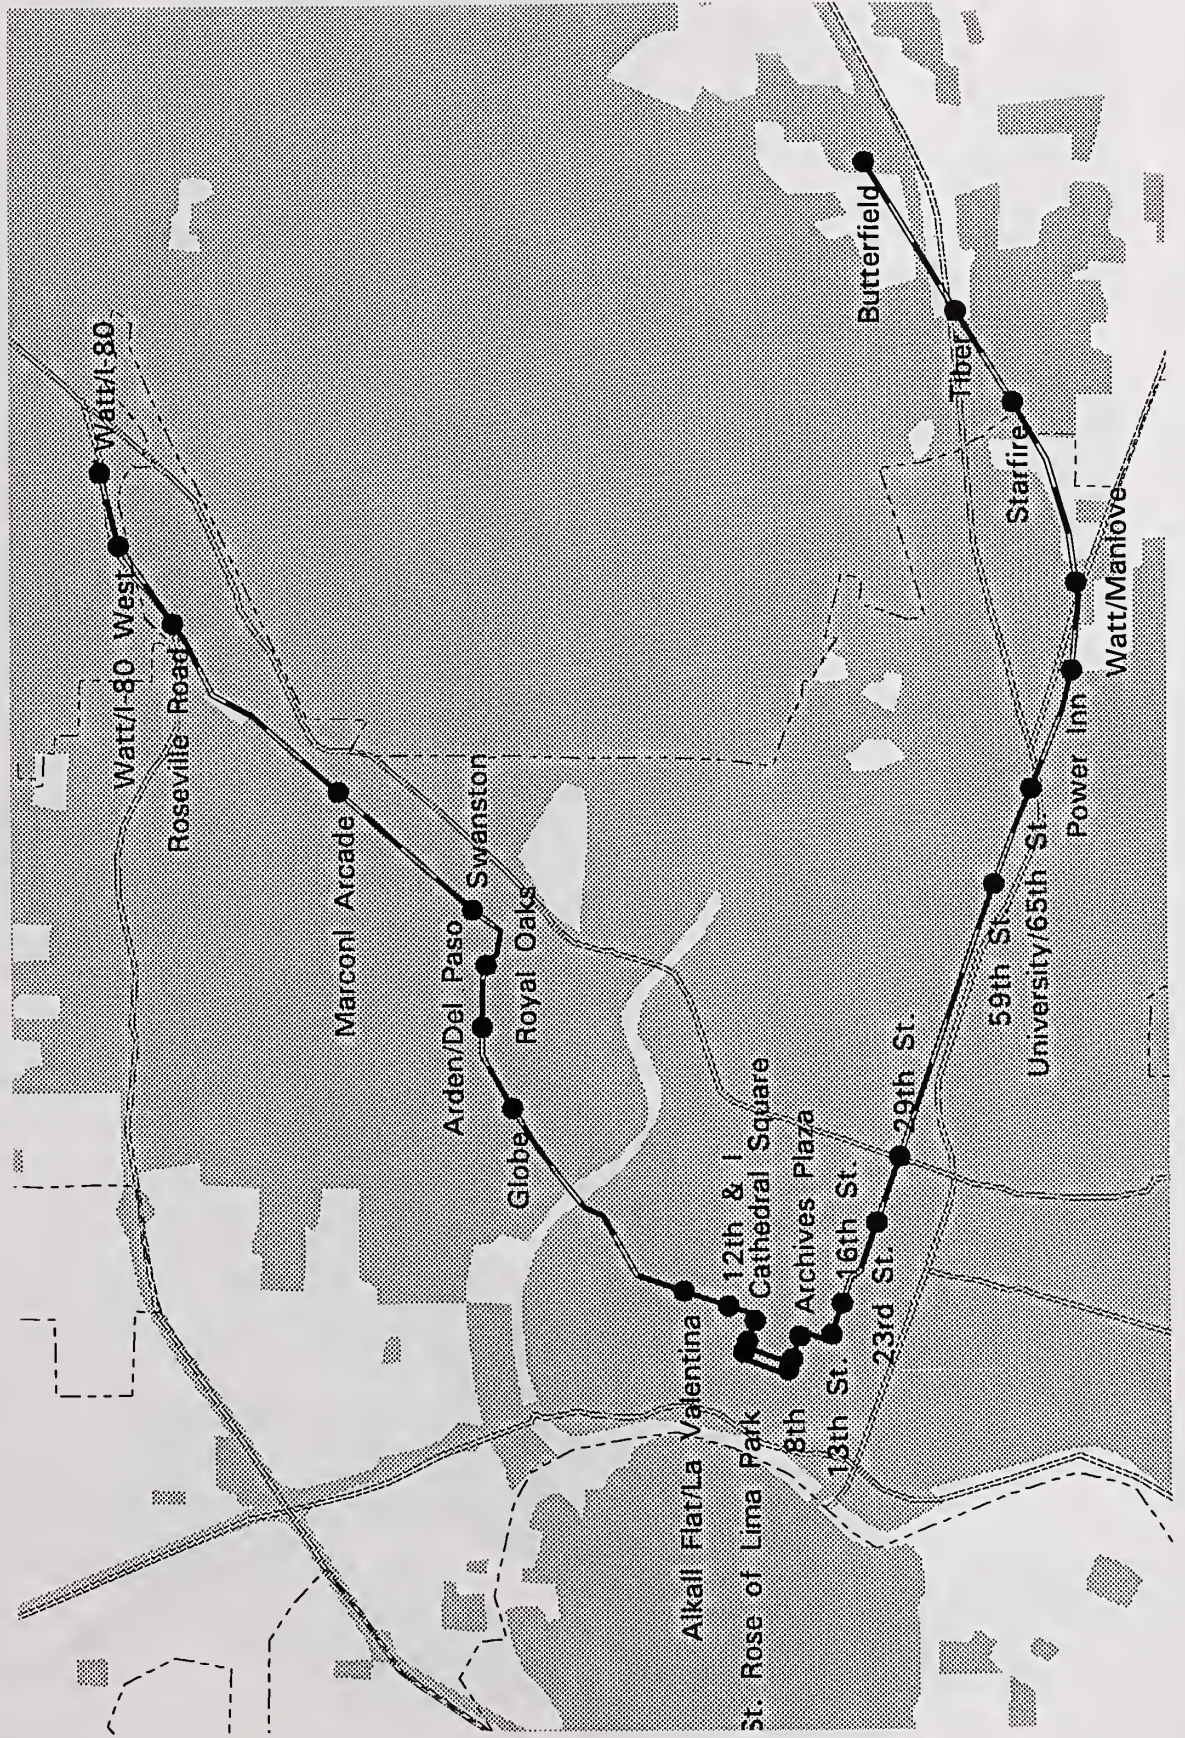 Watt/I-80
Watt/I-80 West
Roseville Road
Marconi Arcade
Swanston
Royal Oaks
Arden/Del Paso
Globe
Alkali Flat/La Valentina
12th & I
Cathedral Square
St. Rose of Lima Park
8th
Archives Plaza
13th St.
16th St.
23rd St.
29th St.
59th St.
University/65th St.
Power Inn
Watt/Manlove
Starfire
Tiber
Butterfield